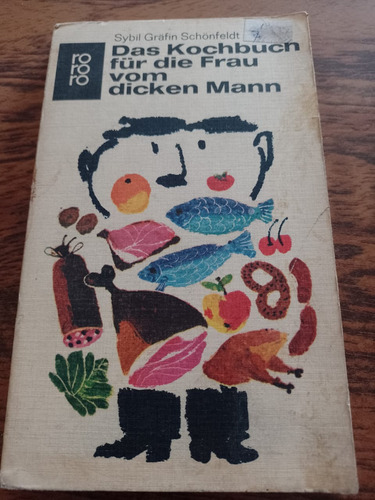 Sybil Gräfin Schönfeldt
ro
ro
ro
Das Kochbuch
für die Frau
vom
dicken Mann